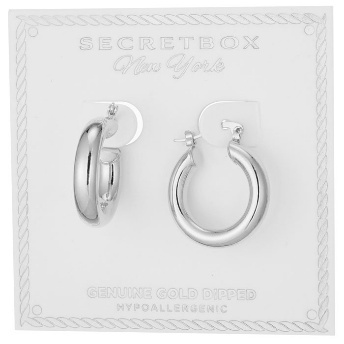 SECRETBOX
New York
GENUINE GOLD DIPPED
HYPOALLERGENIC